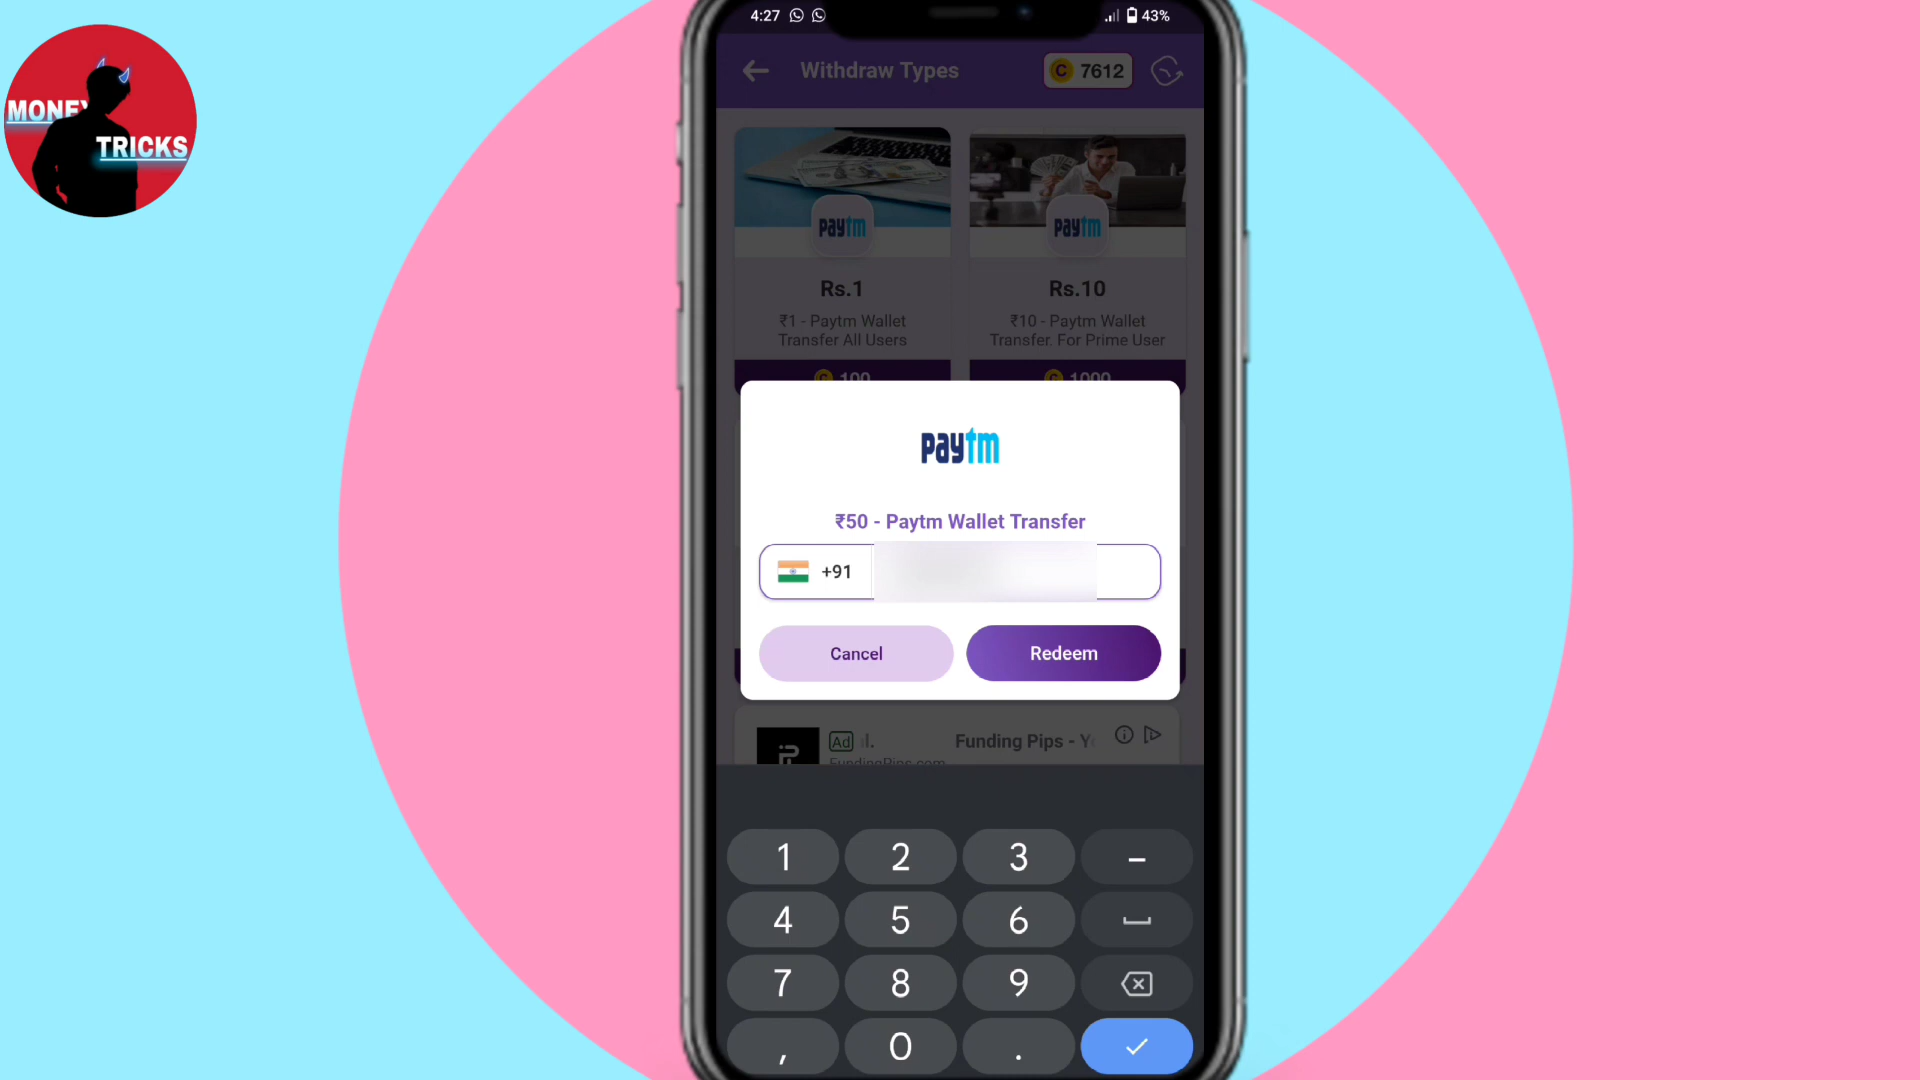 MONEY
TRICKS
4:27
43%
Withdraw Types
C 7612
paytm
paytm
Rs.1
Rs.10
₹1 - Paytm Wallet
Transfer All Users
₹10 - Paytm Wallet
Transfer. For Prime User
C 100
C 1000
paytm
₹50 - Paytm Wallet Transfer
+91
Cancel
Redeem
Ad l.
Funding Pips - Y
FundingPips.com
1 2 3 –
4 5 6
7 8 9
, 0 .